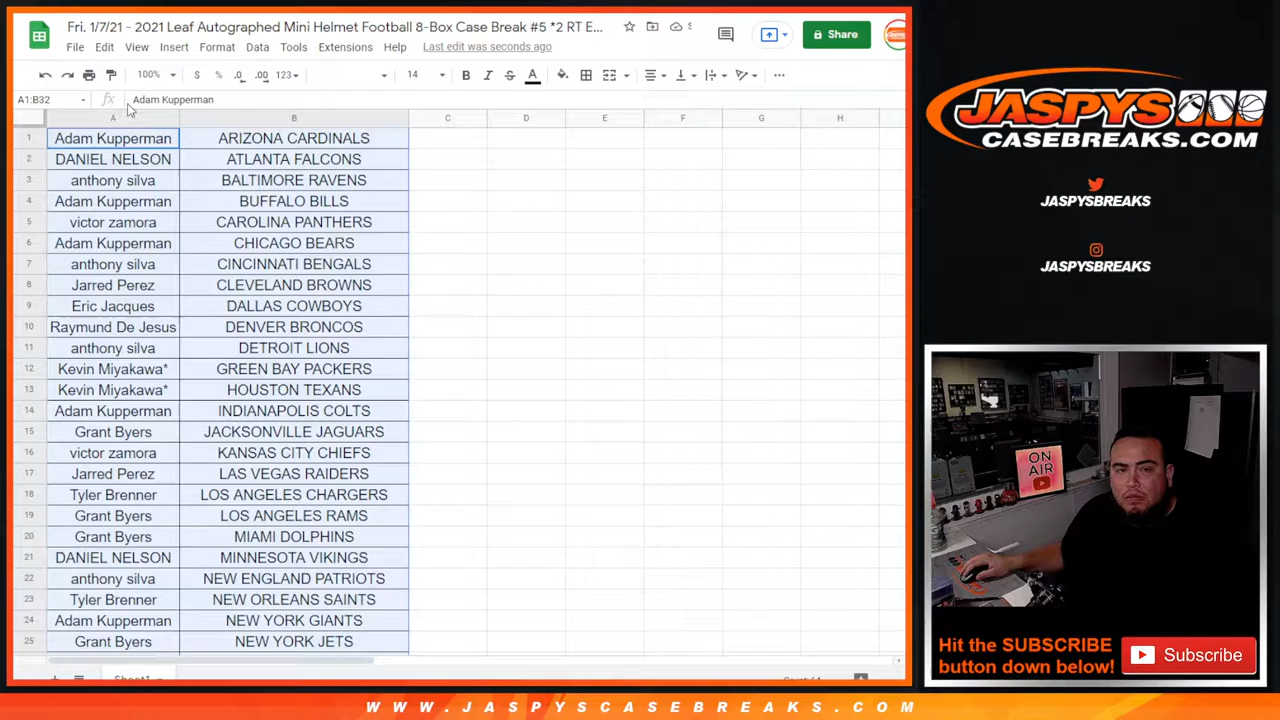 Fri. 1/7/21 - 2021 Leaf Autographed Mini Helmet Football 8-Box Case Break #5 *2 RT E...
Share
File Edit View Insert Format Data Tools Extensions Help Last edit was seconds ago
100% $ % .0 .00 123 14 B I S A
A1:B32 fx Adam Kupperman
A B C D E F G H
1 Adam Kupperman ARIZONA CARDINALS
2 DANIEL NELSON ATLANTA FALCONS
3 anthony silva BALTIMORE RAVENS
4 Adam Kupperman BUFFALO BILLS
5 victor zamora CAROLINA PANTHERS
6 Adam Kupperman CHICAGO BEARS
7 anthony silva CINCINNATI BENGALS
8 Jarred Perez CLEVELAND BROWNS
9 Eric Jacques DALLAS COWBOYS
10 Raymund De Jesus DENVER BRONCOS
11 anthony silva DETROIT LIONS
12 Kevin Miyakawa* GREEN BAY PACKERS
13 Kevin Miyakawa* HOUSTON TEXANS
14 Adam Kupperman INDIANAPOLIS COLTS
15 Grant Byers JACKSONVILLE JAGUARS
16 victor zamora KANSAS CITY CHIEFS
17 Jarred Perez LAS VEGAS RAIDERS
18 Tyler Brenner LOS ANGELES CHARGERS
19 Grant Byers LOS ANGELES RAMS
20 Grant Byers MIAMI DOLPHINS
21 DANIEL NELSON MINNESOTA VIKINGS
22 anthony silva NEW ENGLAND PATRIOTS
23 Tyler Brenner NEW ORLEANS SAINTS
24 Adam Kupperman NEW YORK GIANTS
25 Grant Byers NEW YORK JETS
Sheet1
JASPYS
CASEBREAKS.COM
JASPYSBREAKS
JASPYSBREAKS
ON
AIR
Hit the SUBSCRIBE
button down below!
Subscribe
WWW.JASPYSCASEBREAKS.COM